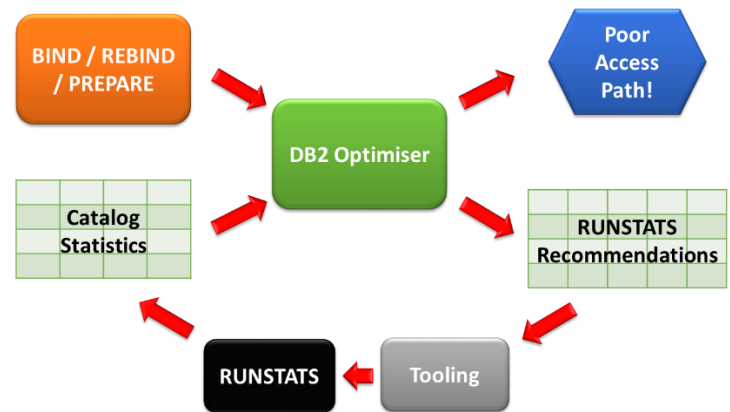 BIND / REBIND
/ PREPARE
Poor
Access
Path!
DB2 Optimiser
Catalog
Statistics
RUNSTATS
Recommendations
RUNSTATS
Tooling